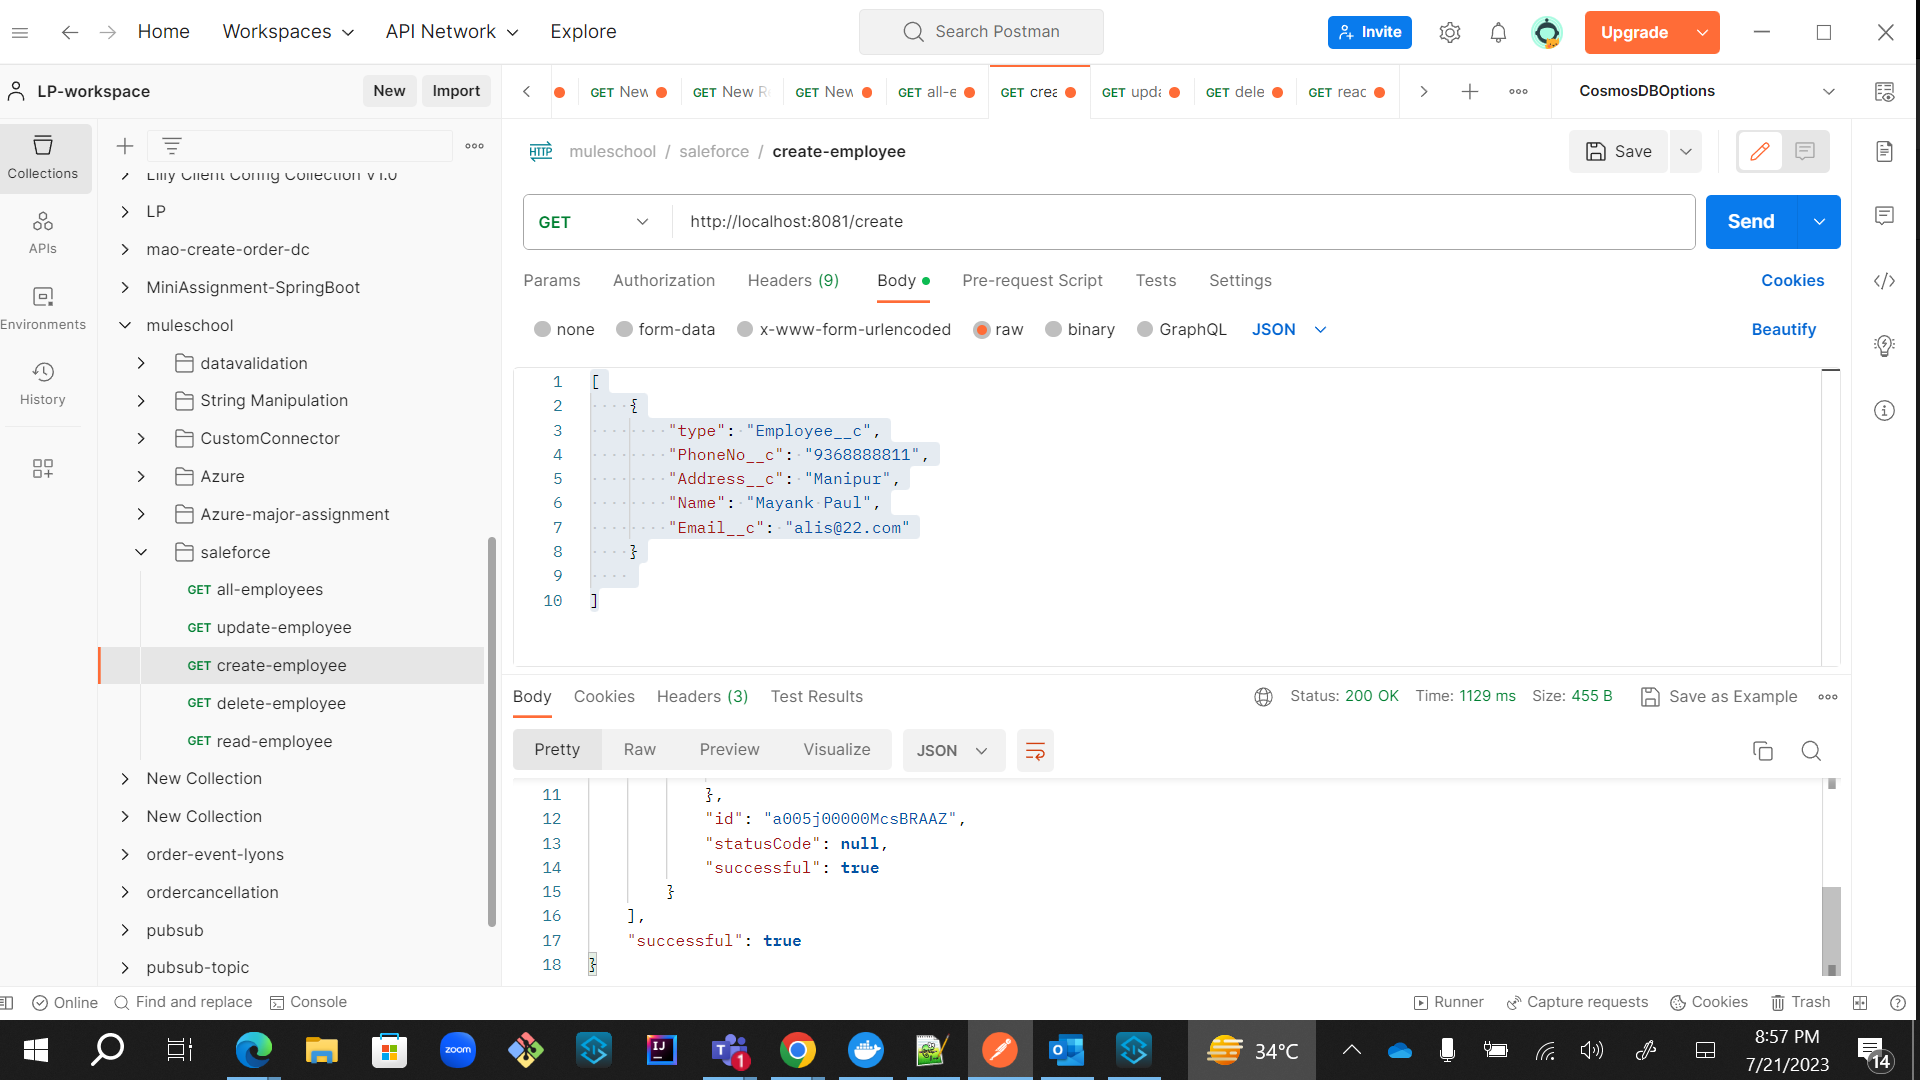 Home
Workspaces
API Network
Explore
Search Postman
Invite
Upgrade
LP-workspace
New
Import
GET New
GET New R
GET New
GET all-e
GET crea
GET upda
GET dele
GET read
CosmosDBOptions
Collections
APIs
Environments
History
Lilly Client Config Collection V1.0
LP
mao-create-order-dc
MiniAssignment-SpringBoot
muleschool
datavalidation
String Manipulation
CustomConnector
Azure
Azure-major-assignment
saleforce
GET all-employees
GET update-employee
GET create-employee
GET delete-employee
GET read-employee
New Collection
New Collection
order-event-lyons
ordercancellation
pubsub
pubsub-topic
HTTP muleschool / saleforce / create-employee
Save
GET http://localhost:8081/create
Send
Params Authorization Headers (9) Body Pre-request Script Tests Settings Cookies
none form-data x-www-form-urlencoded raw binary GraphQL JSON Beautify
1 [
2 {
3 "type": "Employee__c",
4 "PhoneNo__c": "9368888811",
5 "Address__c": "Manipur",
6 "Name": "Mayank Paul",
7 "Email__c": "alis@22.com"
8 }
9
10 ]
Body Cookies Headers (3) Test Results Status: 200 OK Time: 1129 ms Size: 455 B Save as Example
Pretty Raw Preview Visualize JSON
11 },
12 "id": "a005j00000McsBRAAZ",
13 "statusCode": null,
14 "successful": true
15 }
16 ],
17 "successful": true
18 }
Online Find and replace Console Runner Capture requests Cookies Trash
zoom
IJ
T 1
34°C
8:57 PM
7/21/2023
14